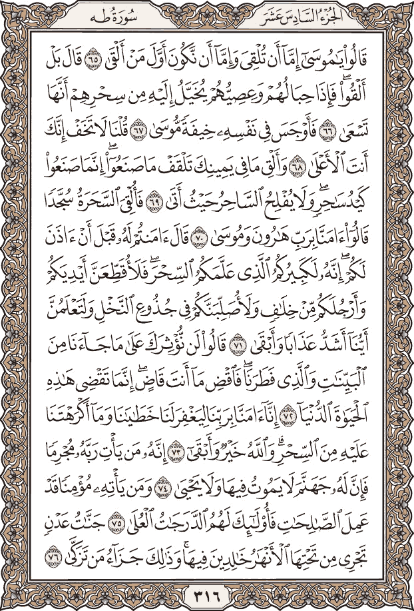 الجزء السادس عشر
سورة طه
قَالُوا۟ يَـٰمُوسَىٰٓ إِمَّآ أَن تُلْقِىَ وَإِمَّآ أَن نَّكُونَ أَوَّلَ مَنْ أَلْقَىٰ ٦٥ قَالَ بَلْ
أَلْقُوا۟ ۖ فَإِذَا حِبَالُهُمْ وَعِصِيُّهُمْ يُخَيَّلُ إِلَيْهِ مِن سِحْرِهِمْ أَنَّهَا
تَسْعَىٰ ٦٦ فَأَوْجَسَ فِى نَفْسِهِۦ خِيفَةً مُّوسَىٰ ٦٧ قُلْنَا لَا تَخَفْ إِنَّكَ
أَنتَ ٱلْأَعْلَىٰ ٦٨ وَأَلْقِ مَا فِى يَمِينِكَ تَلْقَفْ مَا صَنَعُوٓا۟ ۖ إِنَّمَا صَنَعُوا۟
كَيْدُ سَـٰحِرٍ ۖ وَلَا يُفْلِحُ ٱلسَّاحِرُ حَيْثُ أَتَىٰ ٦٩ فَأُلْقِىَ ٱلسَّحَرَةُ سُجَّدًا
قَالُوٓا۟ ءَامَنَّا بِرَبِّ هَـٰرُونَ وَمُوسَىٰ ٧٠ قَالَ ءَامَنتُمْ لَهُۥ قَبْلَ أَنْ ءَاذَنَ
لَكُمْ ۖ إِنَّهُۥ لَكَبِيرُكُمُ ٱلَّذِى عَلَّمَكُمُ ٱلسِّحْرَ ۖ فَلَأُقَطِّعَنَّ أَيْدِيَكُمْ
وَأَرْجُلَكُم مِّنْ خِلَـٰفٍ وَلَأُصَلِّبَنَّكُمْ فِى جُذُوعِ ٱلنَّخْلِ وَلَتَعْلَمُنَّ
أَيُّنَآ أَشَدُّ عَذَابًا وَأَبْقَىٰ ٧١ قَالُوا۟ لَن نُّؤْثِرَكَ عَلَىٰ مَا جَآءَنَا مِنَ
ٱلْبَيِّنَـٰتِ وَٱلَّذِى فَطَرَنَا ۖ فَٱقْضِ مَآ أَنتَ قَاضٍ ۖ إِنَّمَا تَقْضِى هَـٰذِهِ
ٱلْحَيَوٰةَ ٱلدُّنْيَآ ٧٢ إِنَّآ ءَامَنَّا بِرَبِّنَا لِيَغْفِرَ لَنَا خَطَـٰيَـٰنَا وَمَآ أَكْرَهْتَنَا
عَلَيْهِ مِنَ ٱلسِّحْرِ ۗ وَٱللَّهُ خَيْرٌ وَأَبْقَىٰٓ ٧٣ إِنَّهُۥ مَن يَأْتِ رَبَّهُۥ مُجْرِمًا
فَإِنَّ لَهُۥ جَهَنَّمَ لَا يَمُوتُ فِيهَا وَلَا يَحْيَىٰ ٧٤ وَمَن يَأْتِهِۦ مُؤْمِنًا قَدْ
عَمِلَ ٱلصَّـٰلِحَـٰتِ فَأُو۟لَـٰٓئِكَ لَهُمُ ٱلدَّرَجَـٰتُ ٱلْعُلَىٰ ٧٥ جَنَّـٰتُ عَدْنٍ
تَجْرِى مِن تَحْتِهَا ٱلْأَنْهَـٰرُ خَـٰلِدِينَ فِيهَا ۚ وَذَٰلِكَ جَزَآءُ مَن تَزَكَّىٰ ٧٦
٣١٦